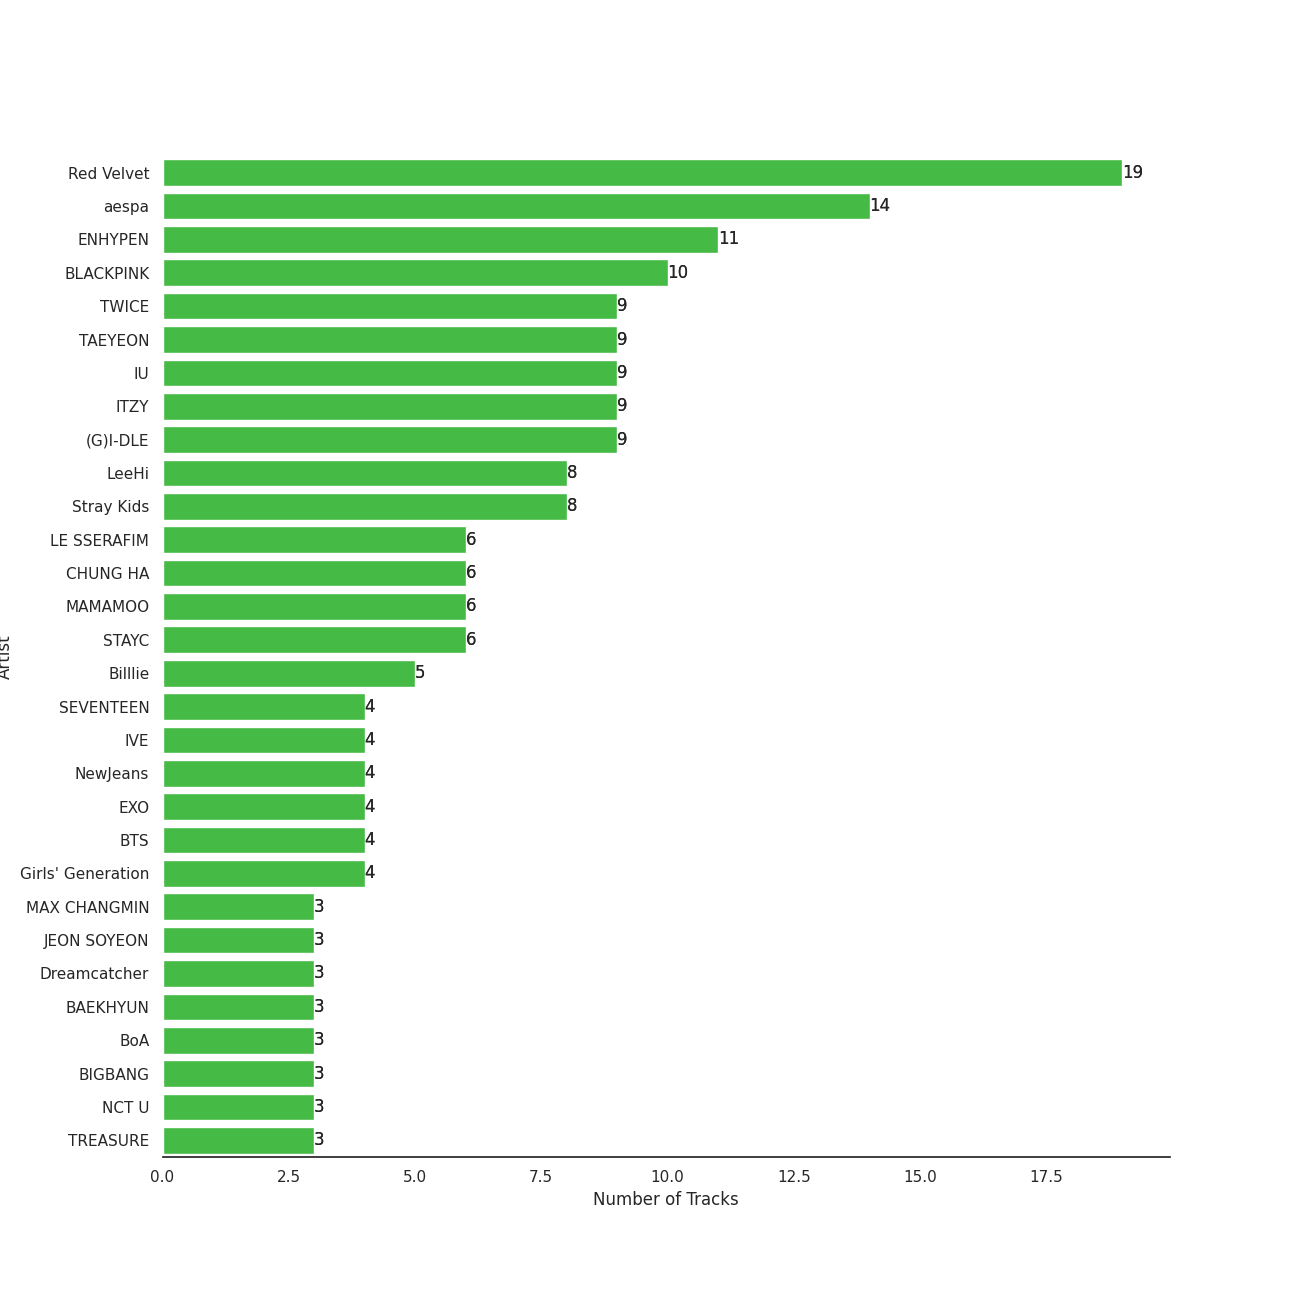 Red Velvet 19
aespa 14
ENHYPEN 11
BLACKPINK 10
TWICE 9
TAEYEON 9
IU 9
ITZY 9
(G)I-DLE 9
LeeHi 8
Stray Kids 8
LE SSERAFIM 6
CHUNG HA 6
MAMAMOO 6
STAYC 6
Billlie 5
SEVENTEEN 4
IVE 4
NewJeans 4
EXO 4
BTS 4
Girls' Generation 4
MAX CHANGMIN 3
JEON SOYEON 3
Dreamcatcher 3
BAEKHYUN 3
BoA 3
BIGBANG 3
NCT U 3
TREASURE 3
Artist
0.0 2.5 5.0 7.5 10.0 12.5 15.0 17.5
Number of Tracks